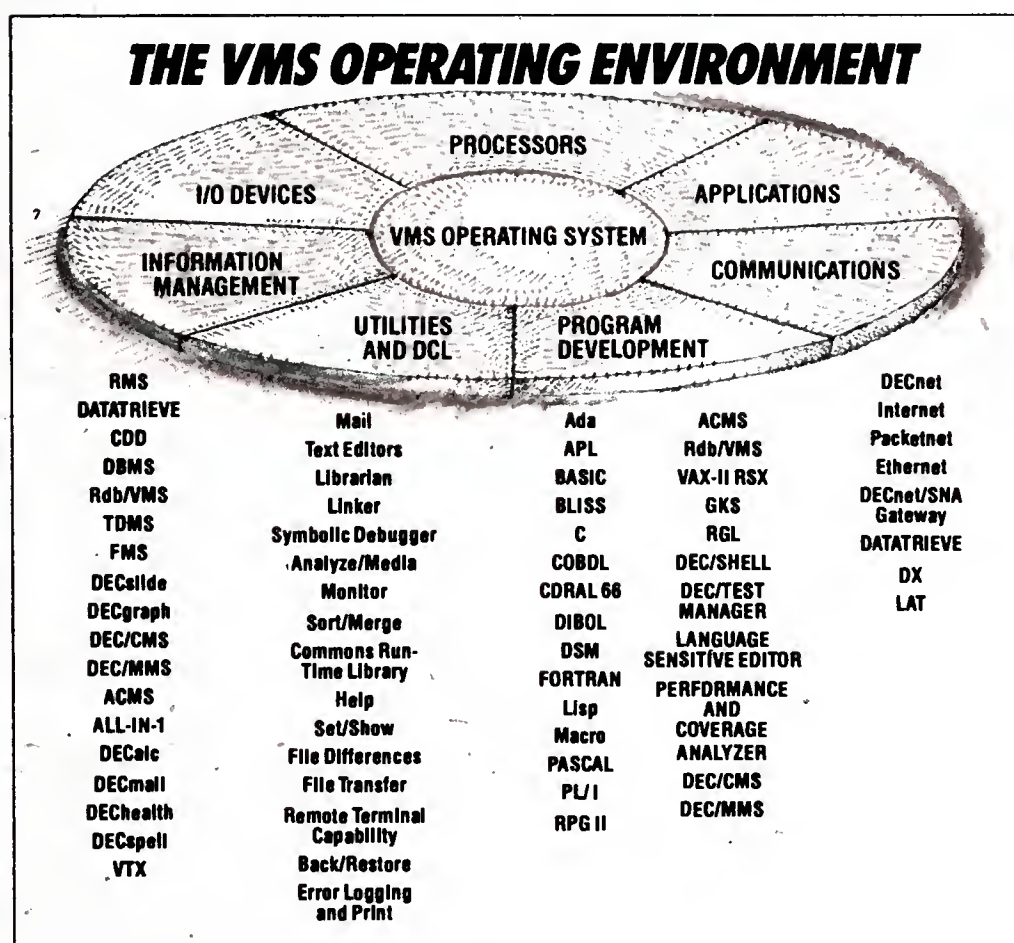 THE VMS OPERATING ENVIRONMENT
PROCESSORS
I/O DEVICES
APPLICATIONS
VMS OPERATING SYSTEM
INFORMATION
MANAGEMENT
COMMUNICATIONS
UTILITIES
AND DCL
PROGRAM
DEVELOPMENT
RMS
DATATRIEVE
CDD
DBMS
Rdb/VMS
TDMS
FMS
DECslide
DECgraph
DEC/CMS
DEC/MMS
ACMS
ALL-IN-1
DECalc
DECmail
DEChealth
DECspell
VTX
Mail
Text Editors
Librarian
Linker
Symbolic Debugger
Analyze/Media
Monitor
Sort/Merge
Commons Run-
Time Library
Help
Set/Show
File Differences
File Transfer
Remote Terminal
Capability
Back/Restore
Error Logging
and Print
Ada
APL
BASIC
BLISS
C
COBOL
CORAL 66
DIBOL
DSM
FORTRAN
Lisp
Macro
PASCAL
PL/I
RPG II
ACMS
Rdb/VMS
VAX-II RSX
GKS
RGL
DEC/SHELL
DEC/TEST
MANAGER
LANGUAGE
SENSITIVE EDITOR
PERFORMANCE
AND
COVERAGE
ANALYZER
DEC/CMS
DEC/MMS
DECnet
Internet
Packetnet
Ethernet
DECnet/SNA
Gateway
DATATRIEVE
DX
LAT